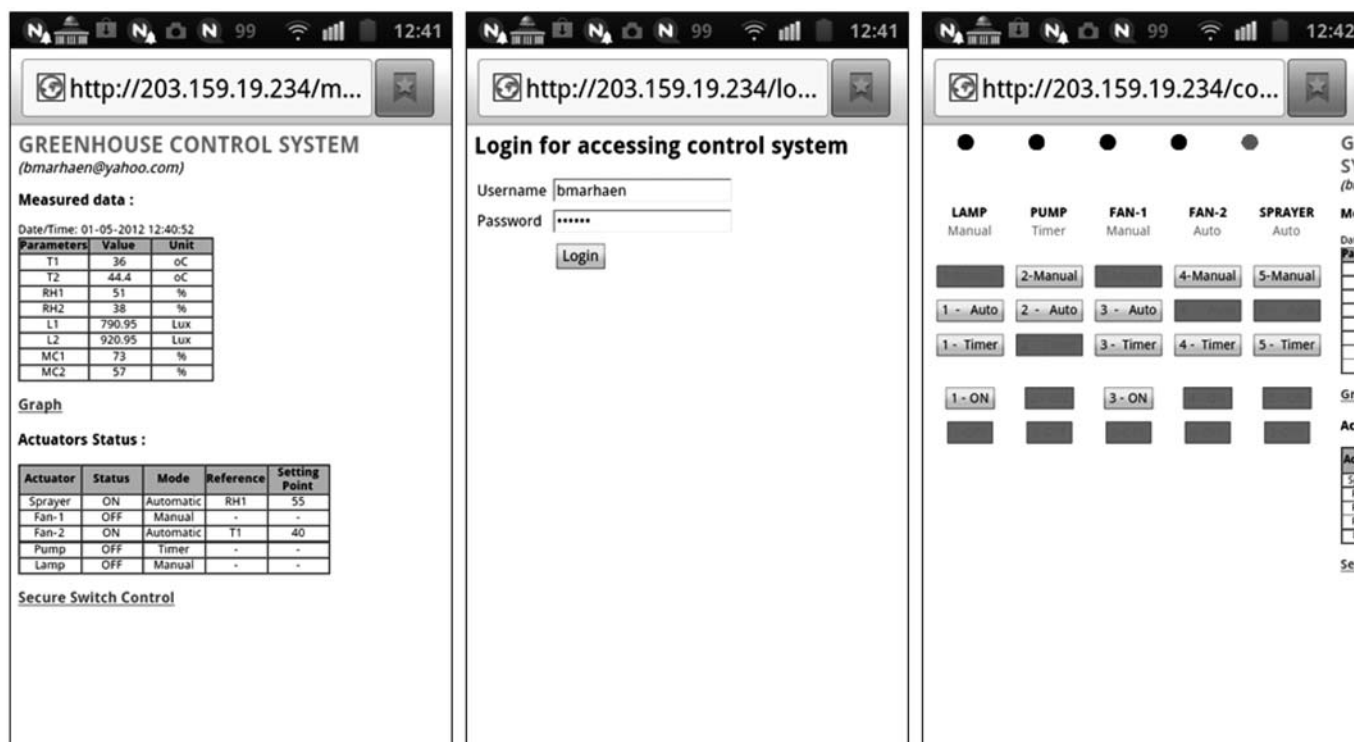 99 12:41
http://203.159.19.234/m...
GREENHOUSE CONTROL SYSTEM
(bmarhaen@yahoo.com)
Measured data :
Date/Time: 01-05-2012 12:40:52
Parameters Value Unit
T1 36 oC
T2 44.4 oC
RH1 51 %
RH2 38 %
L1 790.95 Lux
L2 920.95 Lux
MC1 73 %
MC2 57 %
Graph
Actuators Status :
Actuator Status Mode Reference Setting Point
Sprayer ON Automatic RH1 55
Fan-1 OFF Manual - -
Fan-2 ON Automatic T1 40
Pump OFF Timer - -
Lamp OFF Manual - -
Secure Switch Control
99 12:41
http://203.159.19.234/lo...
Login for accessing control system
Username bmarhaen
Password ••••••
Login
99 12:42
http://203.159.19.234/co...
LAMP PUMP FAN-1 FAN-2 SPRAYER
Manual Timer Manual Auto Auto
2-Manual 4-Manual 5-Manual
1 - Auto 2 - Auto 3 - Auto
1 - Timer 3 - Timer 4 - Timer 5 - Timer
1 - ON 3 - ON